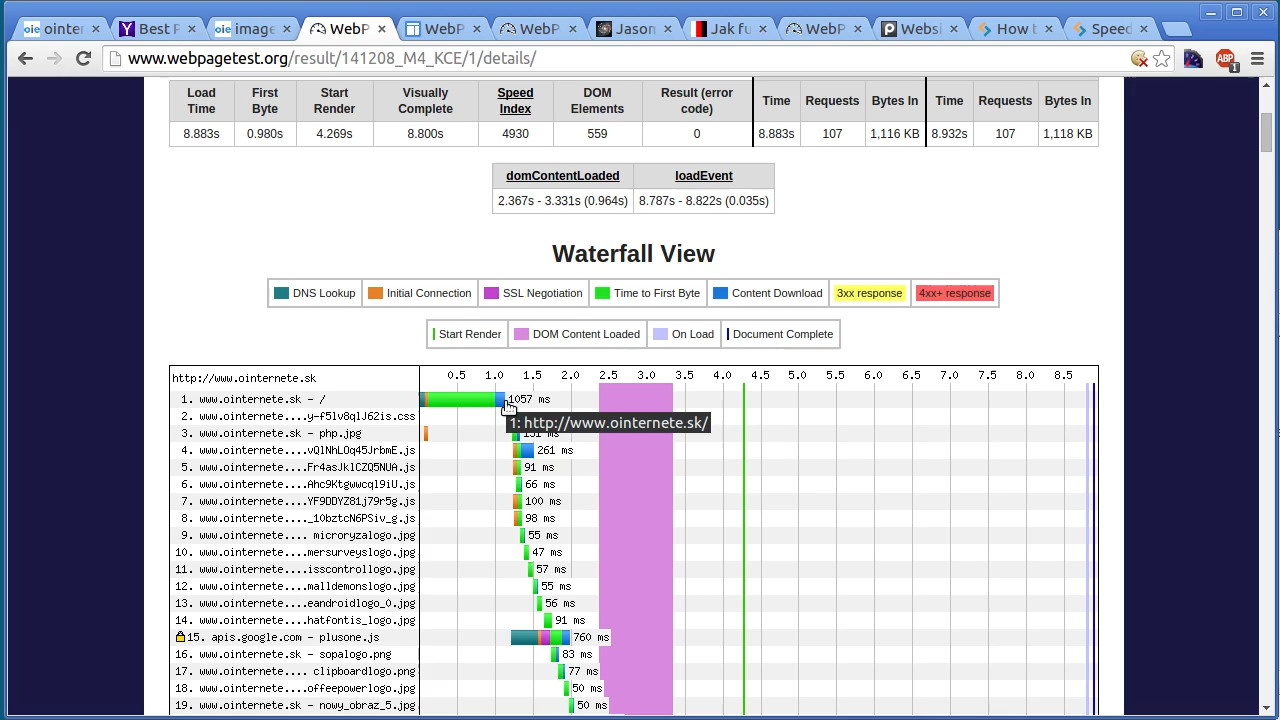 ointer Best P image WebP WebP WebP Jason Jak fu WebP Websi How t Speed
www.webpagetest.org/result/141208_M4_KCE/1/details/
ABP 1
Load Time First Byte Start Render Visually Complete Speed Index DOM Elements Result (error code) Time Requests Bytes In Time Requests Bytes In
8.883s 0.980s 4.269s 8.800s 4930 559 0 8.883s 107 1,116 KB 8.932s 107 1,118 KB
domContentLoaded loadEvent
2.367s - 3.331s (0.964s) 8.787s - 8.822s (0.035s)
Waterfall View
DNS Lookup Initial Connection SSL Negotiation Time to First Byte Content Download 3xx response 4xx+ response
Start Render DOM Content Loaded On Load Document Complete
http://www.ointernete.sk 0.5 1.0 1.5 2.0 2.5 3.0 3.5 4.0 4.5 5.0 5.5 6.0 6.5 7.0 7.5 8.0 8.5
1. www.ointernete.sk - / 1057 ms
1: http://www.ointernete.sk/
2. www.ointernete....y-f5lv8qlJ62is.css
3. www.ointernete.sk - php.jpg 151 ms
4. www.ointernete....vQlNhLOq45JrbmE.js 261 ms
5. www.ointernete....Fr4asJklCZQ5NUA.js 91 ms
6. www.ointernete....Ahc9Ktgwwcql9iU.js 66 ms
7. www.ointernete....YF9DDYZ81j79r5g.js 100 ms
8. www.ointernete...._10bztcN6PSiv_g.js 98 ms
9. www.ointernete.... microryzalogo.jpg 55 ms
10. www.ointernete....mersurveyslogo.jpg 47 ms
11. www.ointernete....isscontrollogo.jpg 57 ms
12. www.ointernete....malldemonslogo.jpg 55 ms
13. www.ointernete....eandroidlogo_0.jpg 56 ms
14. www.ointernete....hatfontis_logo.jpg 91 ms
15. apis.google.com - plusone.js 760 ms
16. www.ointernete.sk - sopalogo.png 83 ms
17. www.ointernete.... clipboardlogo.png 77 ms
18. www.ointernete....offeepowerlogo.jpg 50 ms
19. www.ointernete.sk - nowy_obraz_5.jpg 50 ms